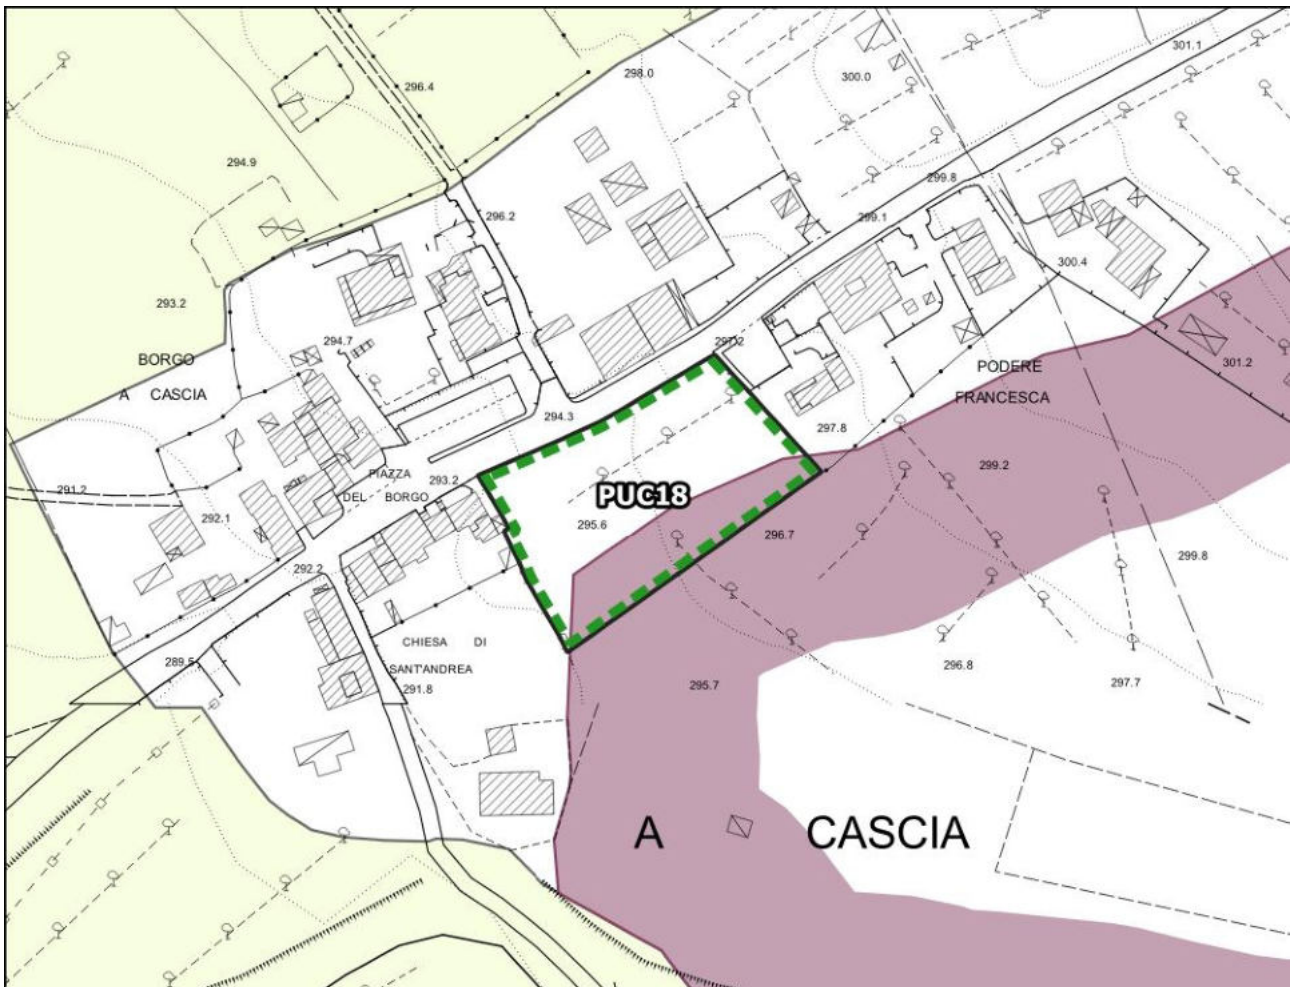 301.1
298.0
300.0
296.4
294.9
299.8
296.2
299.1
300.4
293.2
294.7
297.2
BORGO
A CASCIA
301.2
PODERE
FRANCESCA
294.3
297.8
299.2
PIAZZA
DEL BORGO
293.2
291.2
PUC18
292.1
295.6
296.7
299.8
292.2
CHIESA DI
SANT'ANDREA
289.5
291.8
295.7
296.8
297.7
A CASCIA